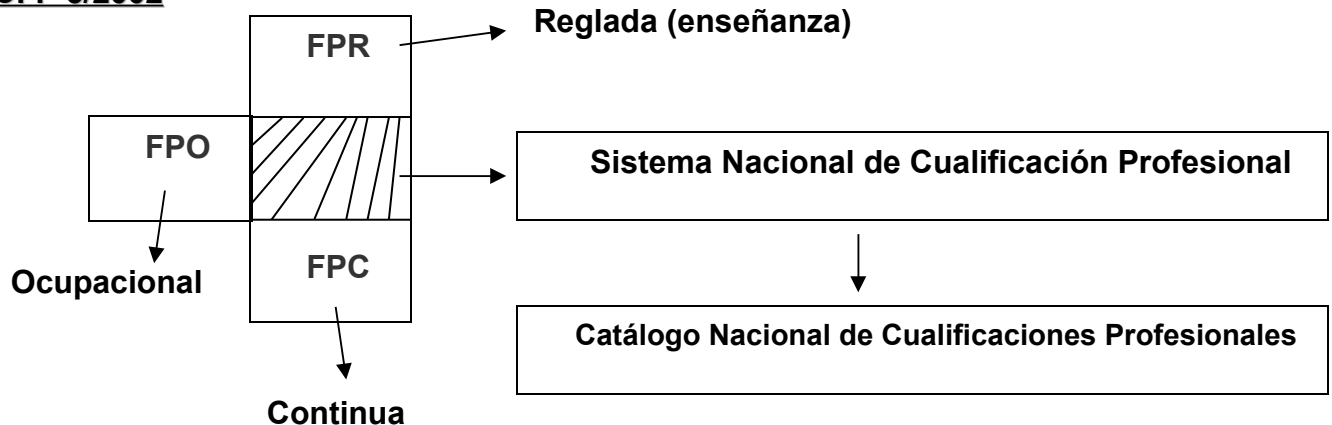 Reglada (enseñanza)
FPR
FPO
Sistema Nacional de Cualificación Profesional
FPC
Ocupacional
Catálogo Nacional de Cualificaciones Profesionales
Continua